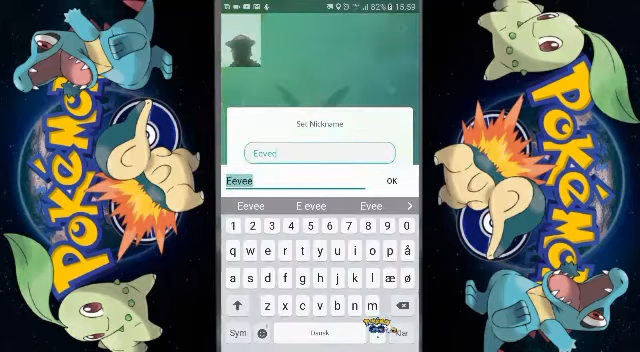 82% 15.59
Set Nickname
Eevee
Eevee
OK
Eevee
E evee
Evee
1 2 3 4 5 6 7 8 9 0
q w e r t y u i o p å
a s d f g h j k l æ ø
z x c v b n m
Sym
Dansk
POKÉMON
POKÉMON